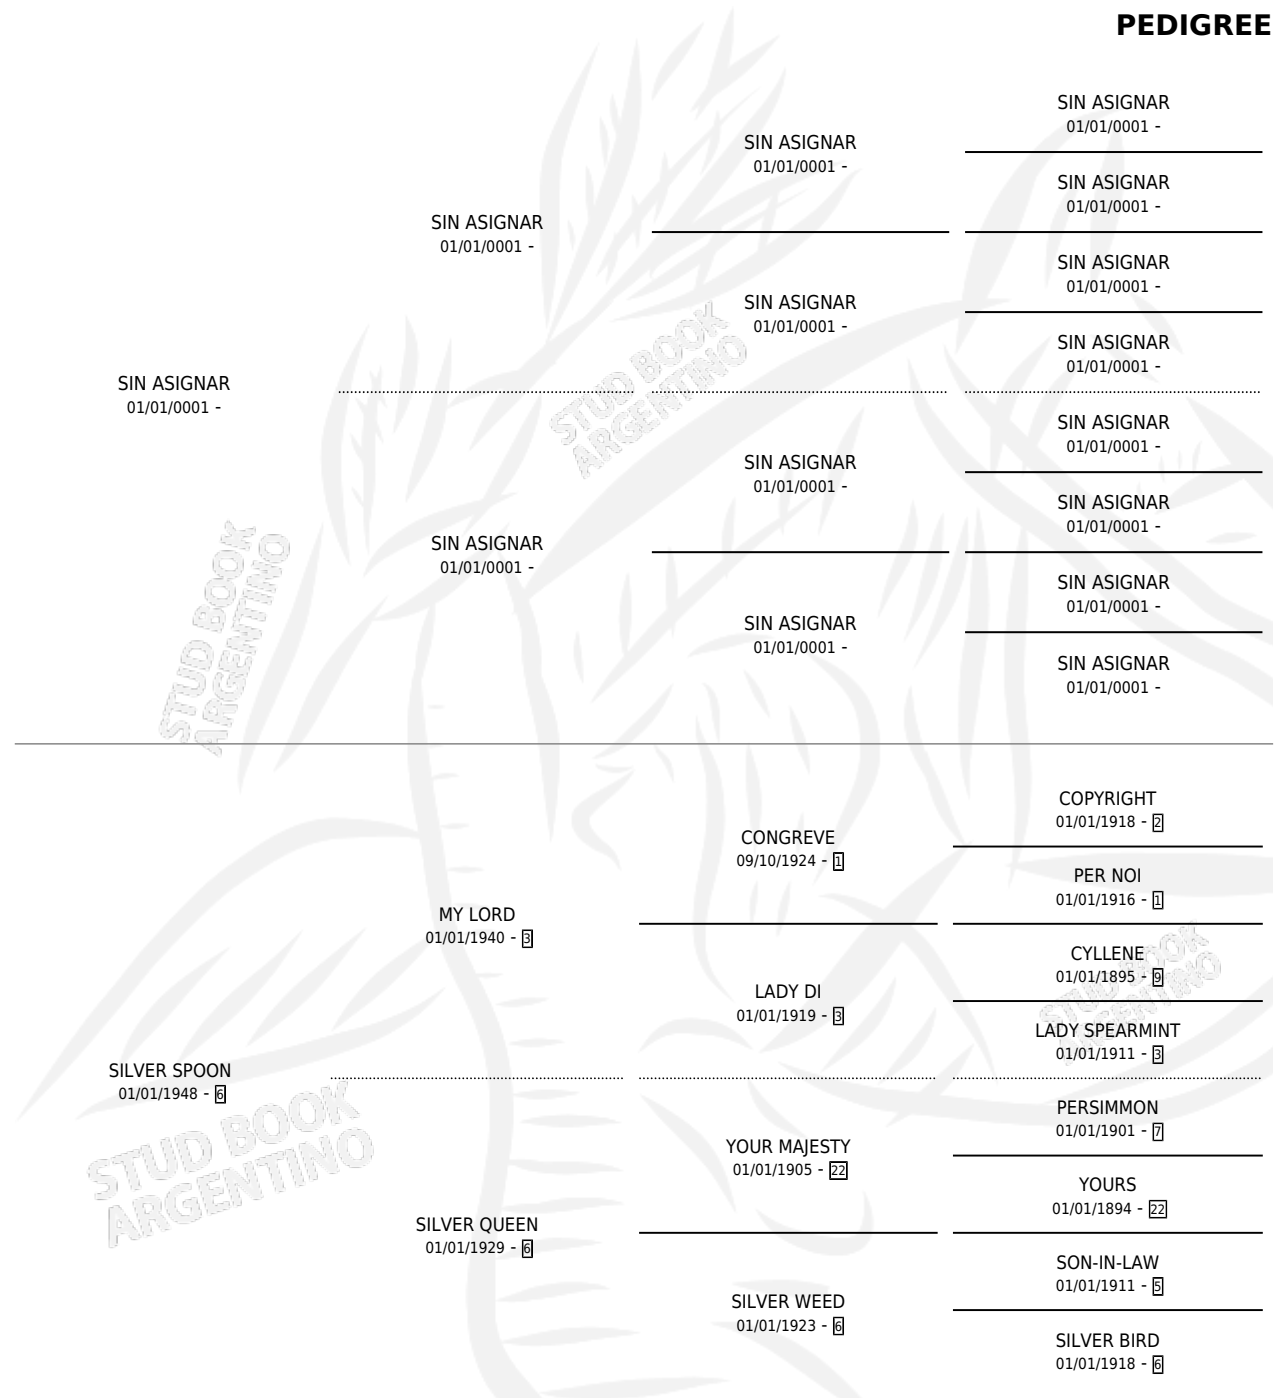 PEDIGREE
SIN ASIGNAR
01/01/0001 -
SIN ASIGNAR
01/01/0001 -
SIN ASIGNAR
01/01/0001 -
SIN ASIGNAR
01/01/0001 -
SIN ASIGNAR
01/01/0001 -
SIN ASIGNAR
01/01/0001 -
SIN ASIGNAR
01/01/0001 -
SIN ASIGNAR
01/01/0001 -
SIN ASIGNAR
01/01/0001 -
SIN ASIGNAR
01/01/0001 -
SIN ASIGNAR
01/01/0001 -
SIN ASIGNAR
01/01/0001 -
SIN ASIGNAR
01/01/0001 -
SIN ASIGNAR
01/01/0001 -
SIN ASIGNAR
01/01/0001 -
STUD BOOK
ARGENTINO
STUD BOOK
ARGENTINO
COPYRIGHT
01/01/1918 - 2
CONGREVE
09/10/1924 - 1
PER NOI
01/01/1916 - 1
MY LORD
01/01/1940 - 3
CYLLENE
01/01/1895 - 9
LADY DI
01/01/1919 - 3
LADY SPEARMINT
01/01/1911 - 3
SILVER SPOON
01/01/1948 - 6
PERSIMMON
01/01/1901 - 7
YOUR MAJESTY
01/01/1905 - 22
YOURS
01/01/1894 - 22
SILVER QUEEN
01/01/1929 - 6
SON-IN-LAW
01/01/1911 - 5
SILVER WEED
01/01/1923 - 6
SILVER BIRD
01/01/1918 - 6
STUD BOOK
ARGENTINO
STUD BOOK
ARGENTINO